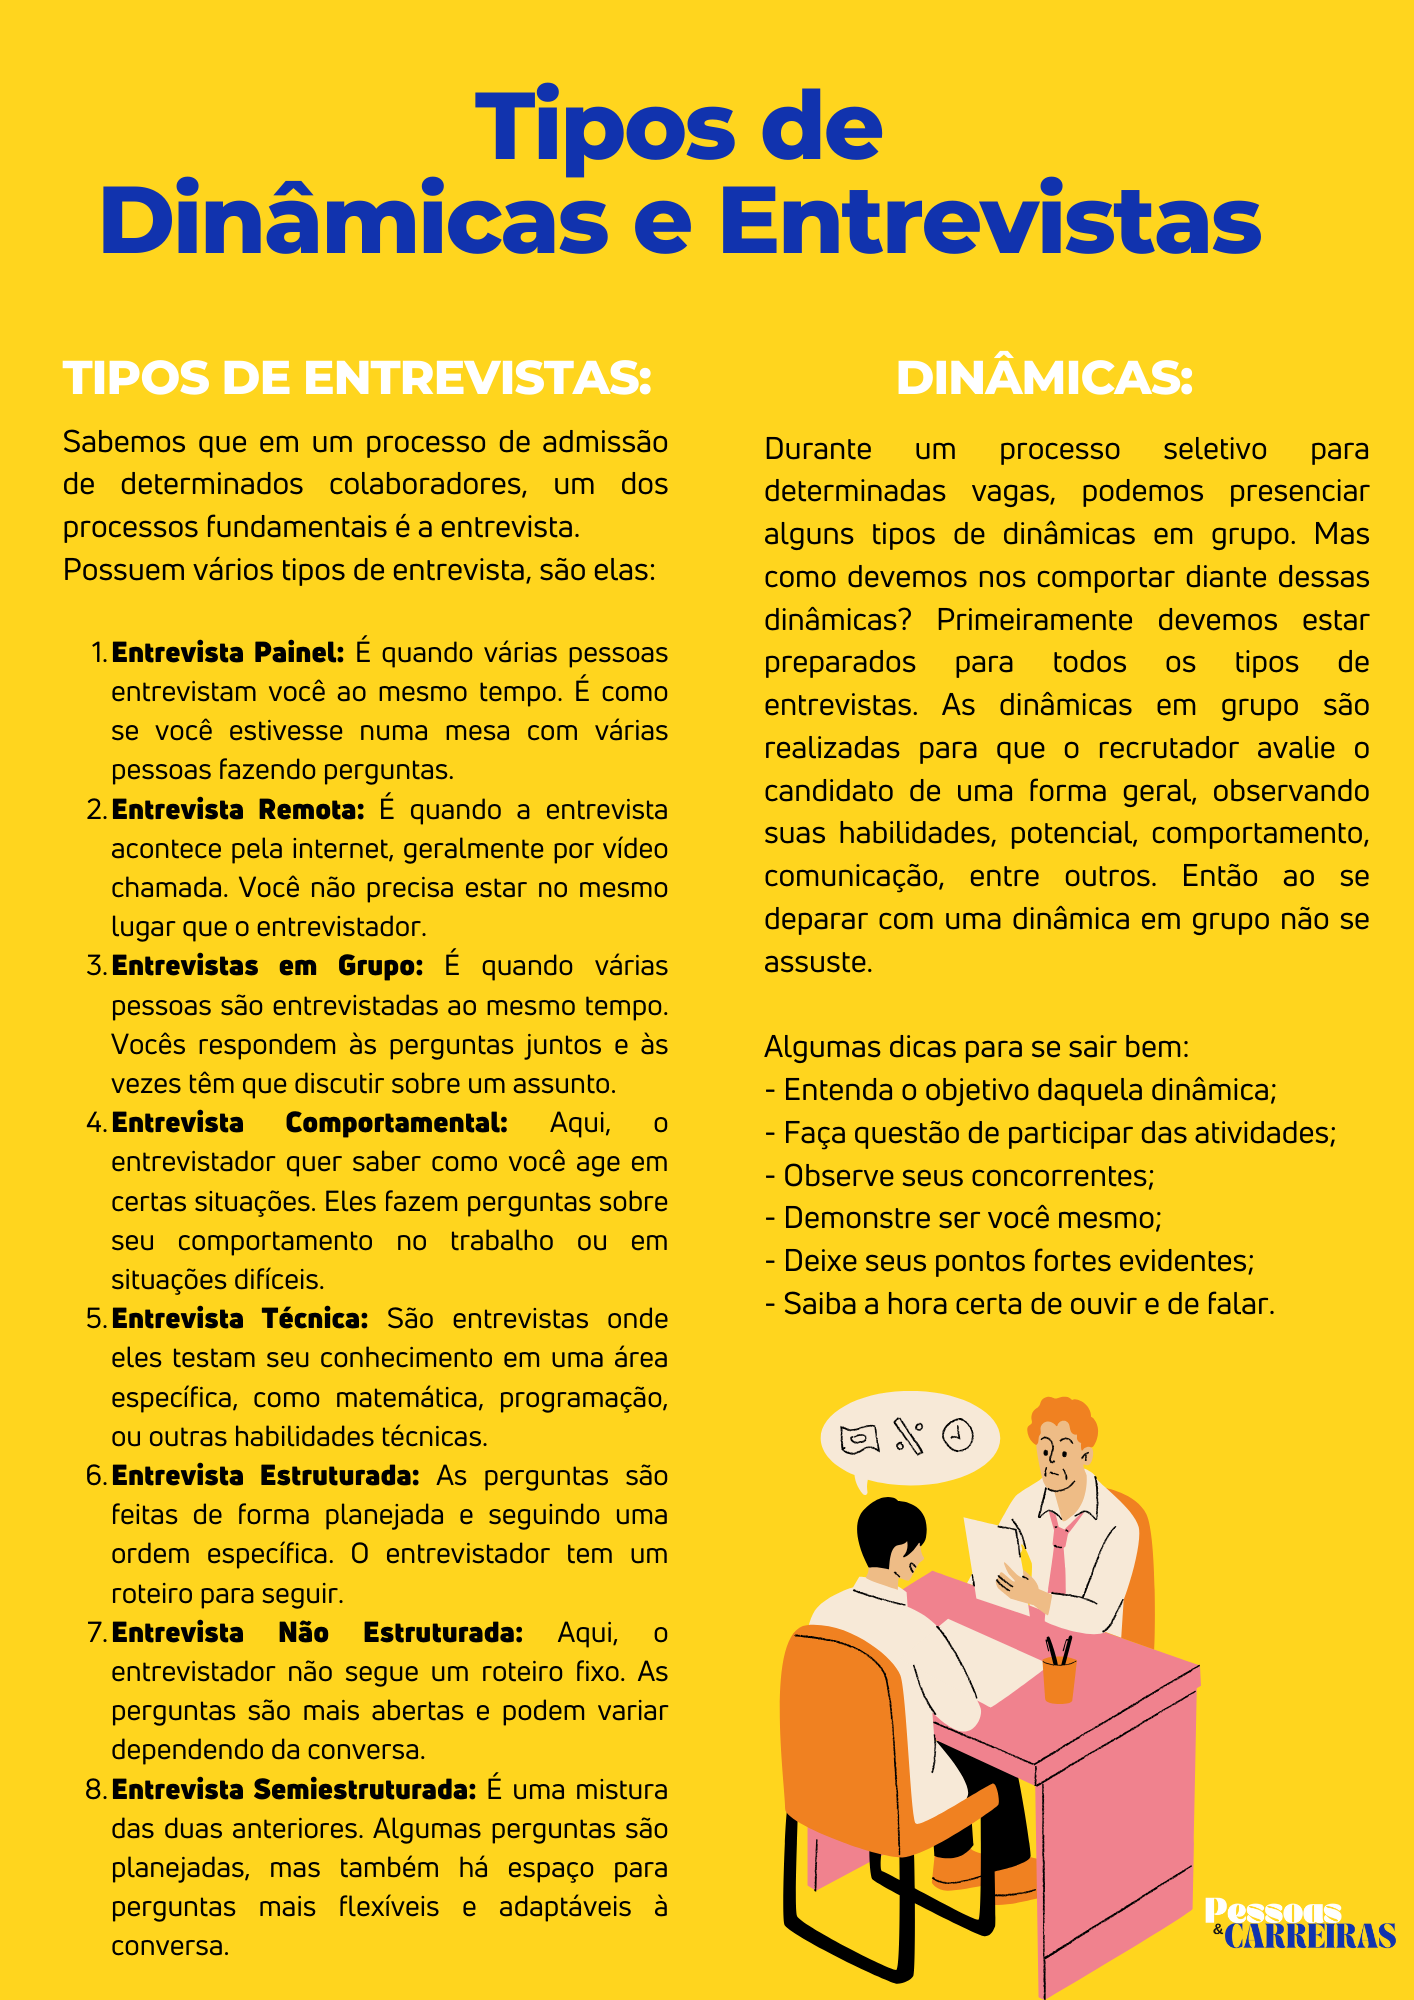 Tipos de
Dinâmicas e Entrevistas
TIPOS DE ENTREVISTAS:
Sabemos que em um processo de admissão
de determinados colaboradores, um dos
processos fundamentais é a entrevista.
Possuem vários tipos de entrevista, são elas:
1. Entrevista Painel: É quando várias pessoas
entrevistam você ao mesmo tempo. É como
se você estivesse numa mesa com várias
pessoas fazendo perguntas.
2. Entrevista Remota: É quando a entrevista
acontece pela internet, geralmente por vídeo
chamada. Você não precisa estar no mesmo
lugar que o entrevistador.
3. Entrevistas em Grupo: É quando várias
pessoas são entrevistadas ao mesmo tempo.
Vocês respondem às perguntas juntos e às
vezes têm que discutir sobre um assunto.
4. Entrevista Comportamental: Aqui, o
entrevistador quer saber como você age em
certas situações. Eles fazem perguntas sobre
seu comportamento no trabalho ou em
situações difíceis.
5. Entrevista Técnica: São entrevistas onde
eles testam seu conhecimento em uma área
específica, como matemática, programação,
ou outras habilidades técnicas.
6. Entrevista Estruturada: As perguntas são
feitas de forma planejada e seguindo uma
ordem específica. O entrevistador tem um
roteiro para seguir.
7. Entrevista Não Estruturada: Aqui, o
entrevistador não segue um roteiro fixo. As
perguntas são mais abertas e podem variar
dependendo da conversa.
8. Entrevista Semiestruturada: É uma mistura
das duas anteriores. Algumas perguntas são
planejadas, mas também há espaço para
perguntas mais flexíveis e adaptáveis à
conversa.
DINÂMICAS:
Durante um processo seletivo para
determinadas vagas, podemos presenciar
alguns tipos de dinâmicas em grupo. Mas
como devemos nos comportar diante dessas
dinâmicas? Primeiramente devemos estar
preparados para todos os tipos de
entrevistas. As dinâmicas em grupo são
realizadas para que o recrutador avalie o
candidato de uma forma geral, observando
suas habilidades, potencial, comportamento,
comunicação, entre outros. Então ao se
deparar com uma dinâmica em grupo não se
assuste.
Algumas dicas para se sair bem:
- Entenda o objetivo daquela dinâmica;
- Faça questão de participar das atividades;
- Observe seus concorrentes;
- Demonstre ser você mesmo;
- Deixe seus pontos fortes evidentes;
- Saiba a hora certa de ouvir e de falar.
Pessoas
&CARREIRAS